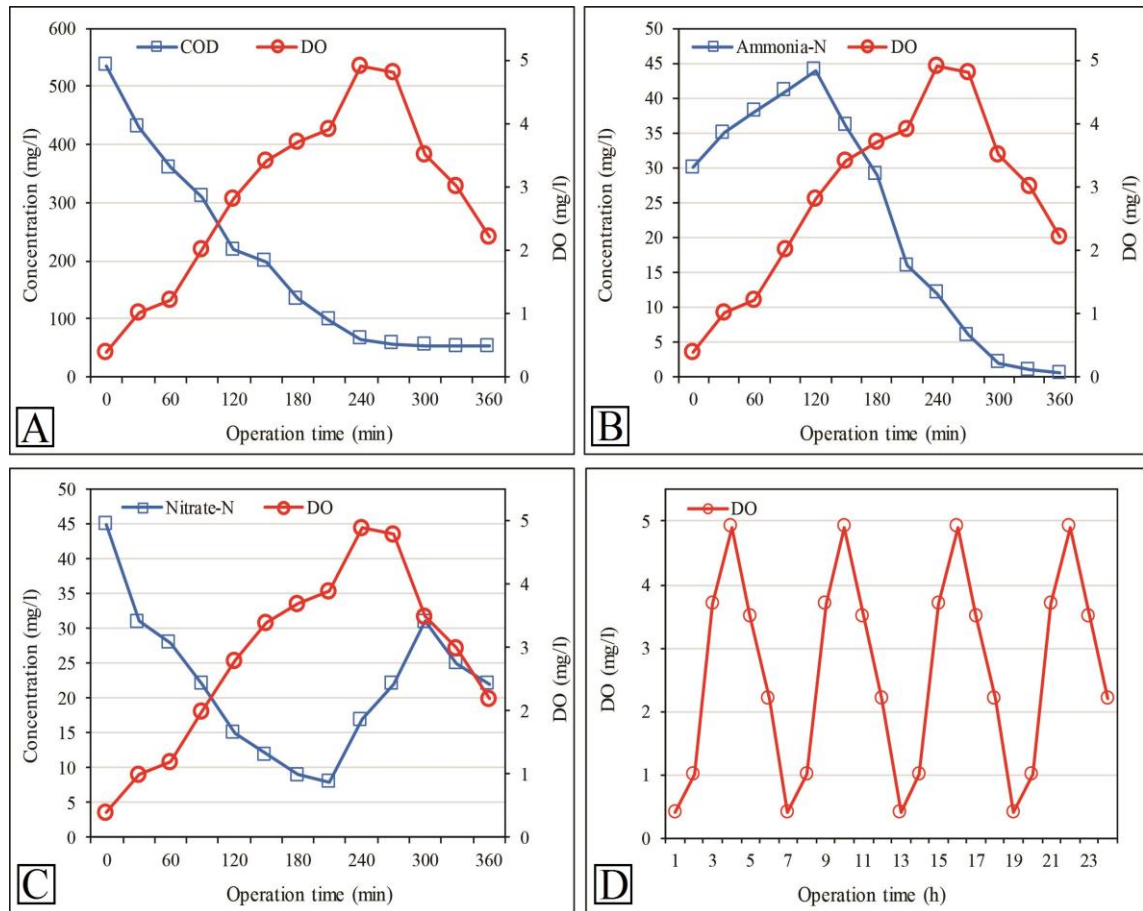 COD DO
Concentration (mg/l)
600
500
400
300
200
100
0
DO (mg/l)
5
4
3
2
1
0
0 60 120 180 240 300 360
Operation time (min)
A
Ammonia-N DO
Concentration (mg/l)
50
45
40
35
30
25
20
15
10
5
0
DO (mg/l)
5
4
3
2
1
0
0 60 120 180 240 300 360
Operation time (min)
B
Nitrate-N DO
Concentration (mg/l)
50
45
40
35
30
25
20
15
10
5
0
DO (mg/l)
5
4
3
2
1
0
0 60 120 180 240 300 360
Operation time (min)
C
DO
DO (mg/l)
5
4
3
2
1
0
1 3 5 7 9 11 13 15 17 19 21 23
Operation time (h)
D